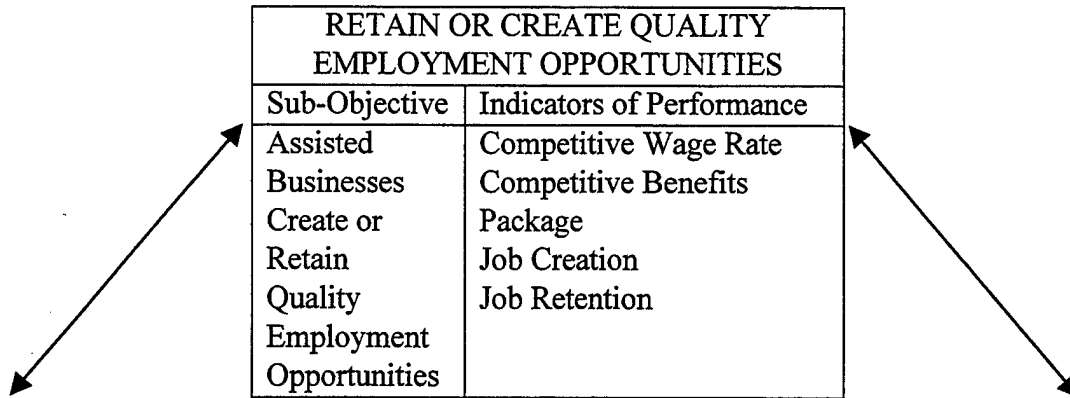 RETAIN OR CREATE QUALITY
EMPLOYMENT OPPORTUNITIES
Sub-Objective Indicators of Performance
Assisted Competitive Wage Rate
Businesses Competitive Benefits
Create or Package
Retain Job Creation
Quality Job Retention
Employment
Opportunities